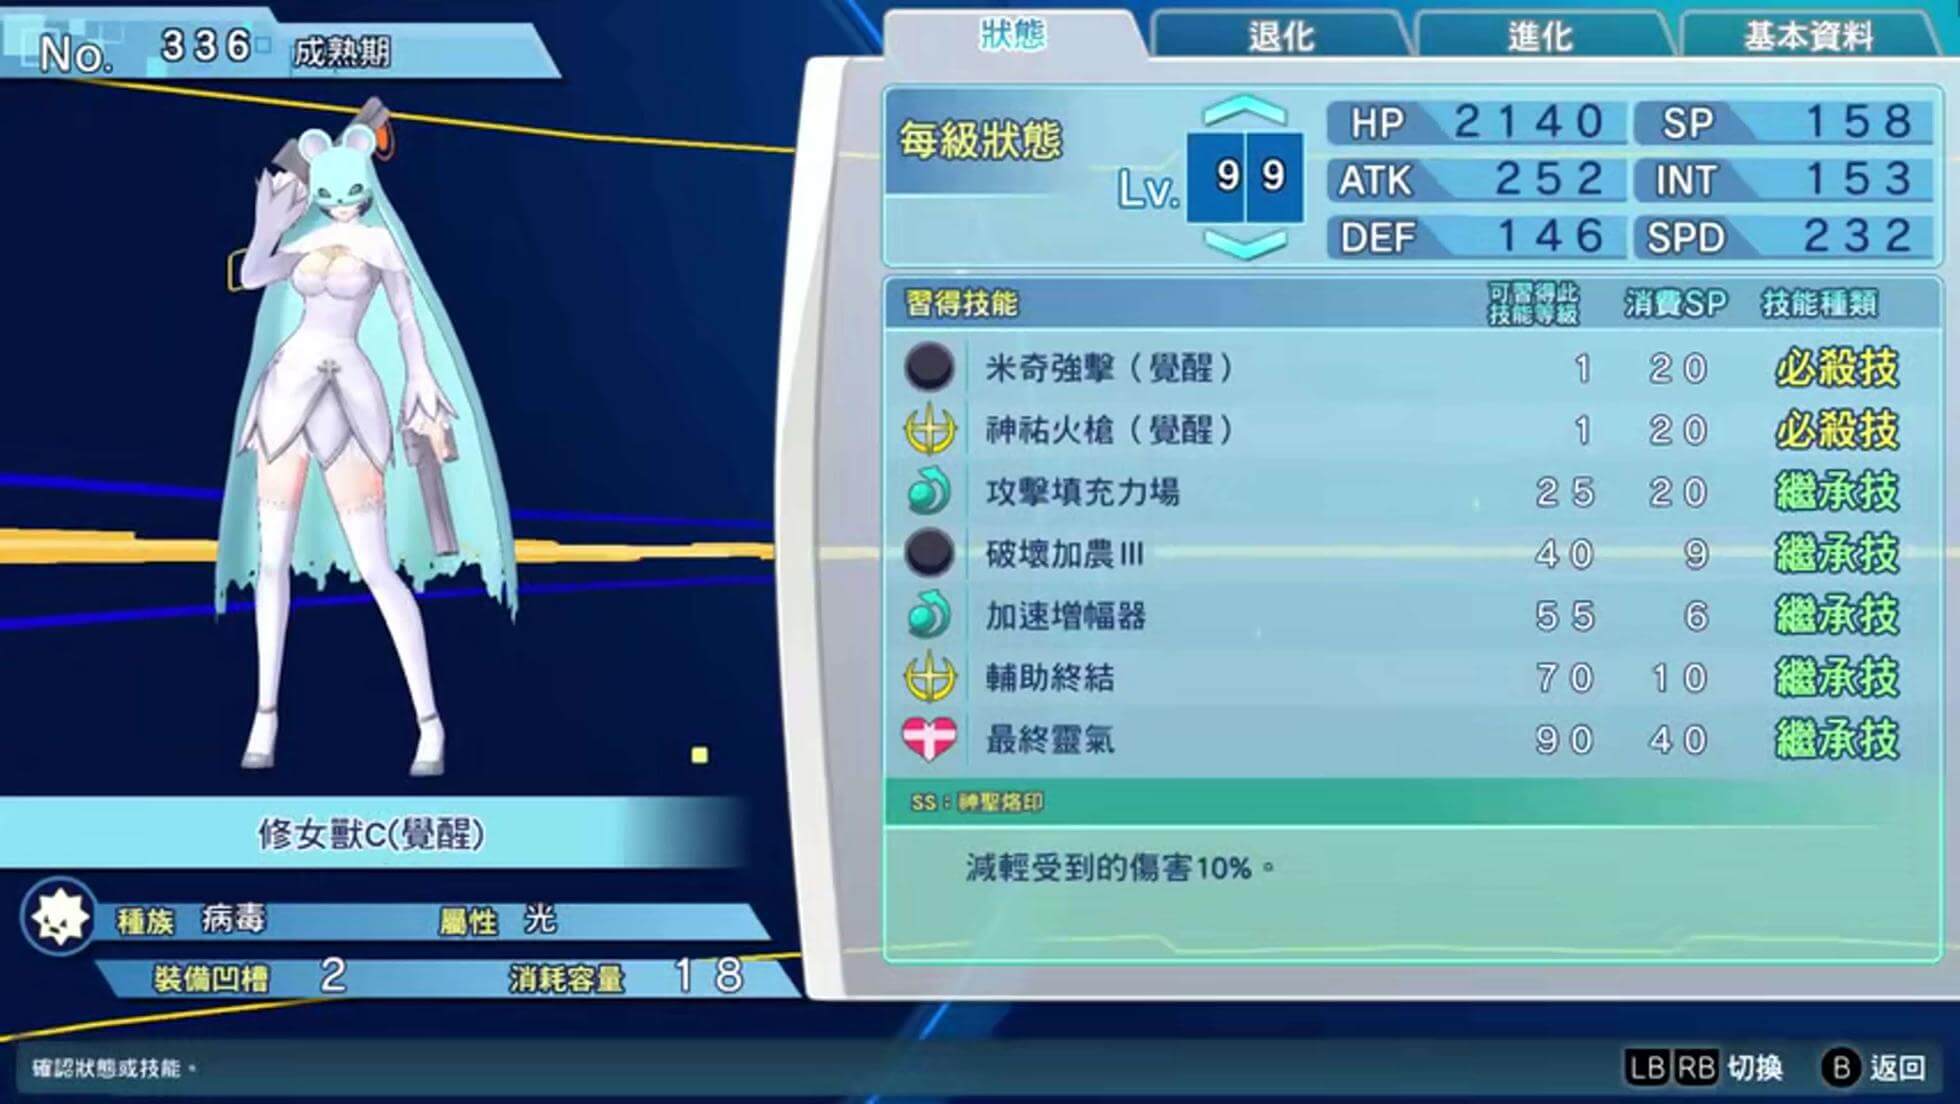 No. 336 成熟期
狀態 退化 進化 基本資料
每級狀態
Lv. 99
HP 2140 SP 158
ATK 252 INT 153
DEF 146 SPD 232
習得技能 可習得此技能等級 消費SP 技能種類
米奇強擊（覺醒） 1 20 必殺技
神祐火槍（覺醒） 1 20 必殺技
攻擊填充力場 25 20 繼承技
破壞加農III 40 9 繼承技
加速增幅器 55 6 繼承技
輔助終結 70 10 繼承技
最終靈氣 90 40 繼承技
SS：神聖烙印
減輕受到的傷害10%。
修女獸C(覺醒)
種族 病毒 屬性 光
裝備凹槽 2 消耗容量 18
確認狀態或技能。
LB RB 切換 B 返回